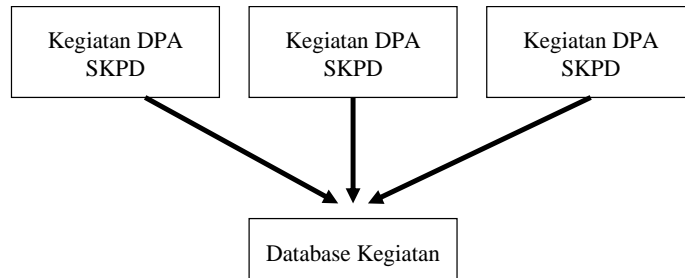 Kegiatan DPA
SKPD
Kegiatan DPA
SKPD
Kegiatan DPA
SKPD
Database Kegiatan